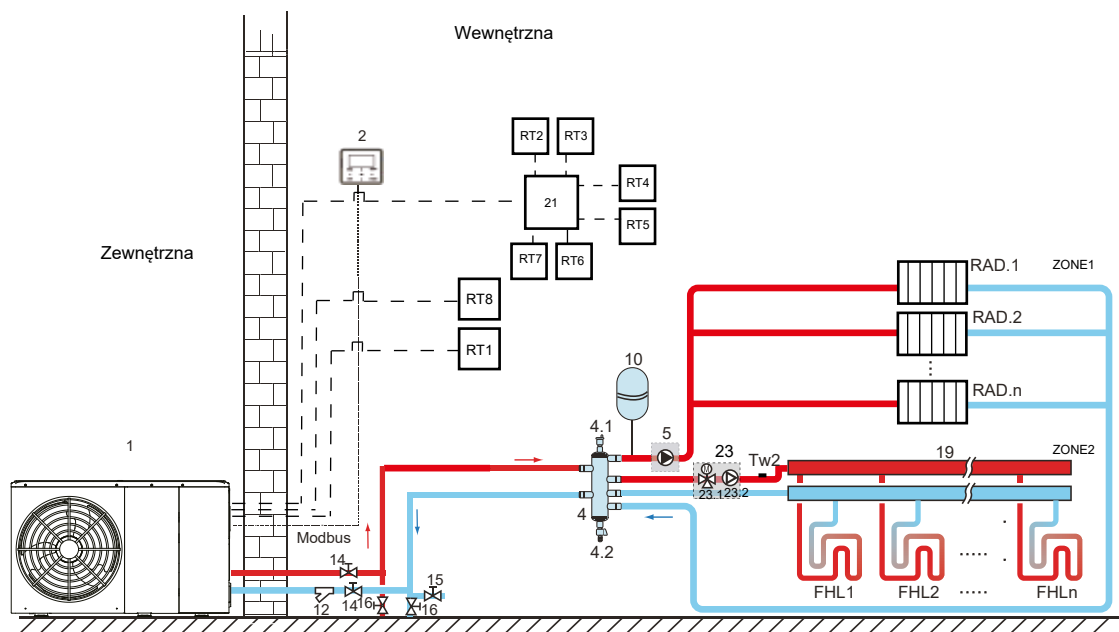 Wewnętrzna
Zewnętrzna
2
RT2
RT3
RT4
21
RT5
RT7
RT6
RT8
RT1
1
Modbus
14
12
14
16
16
15
10
4.1
5
4
4.2
23
23.1
23.2
Tw2
RAD.1
ZONE1
RAD.2
⋮
RAD.n
19
ZONE2
FHL1
FHL2
.....
.....
FHLn